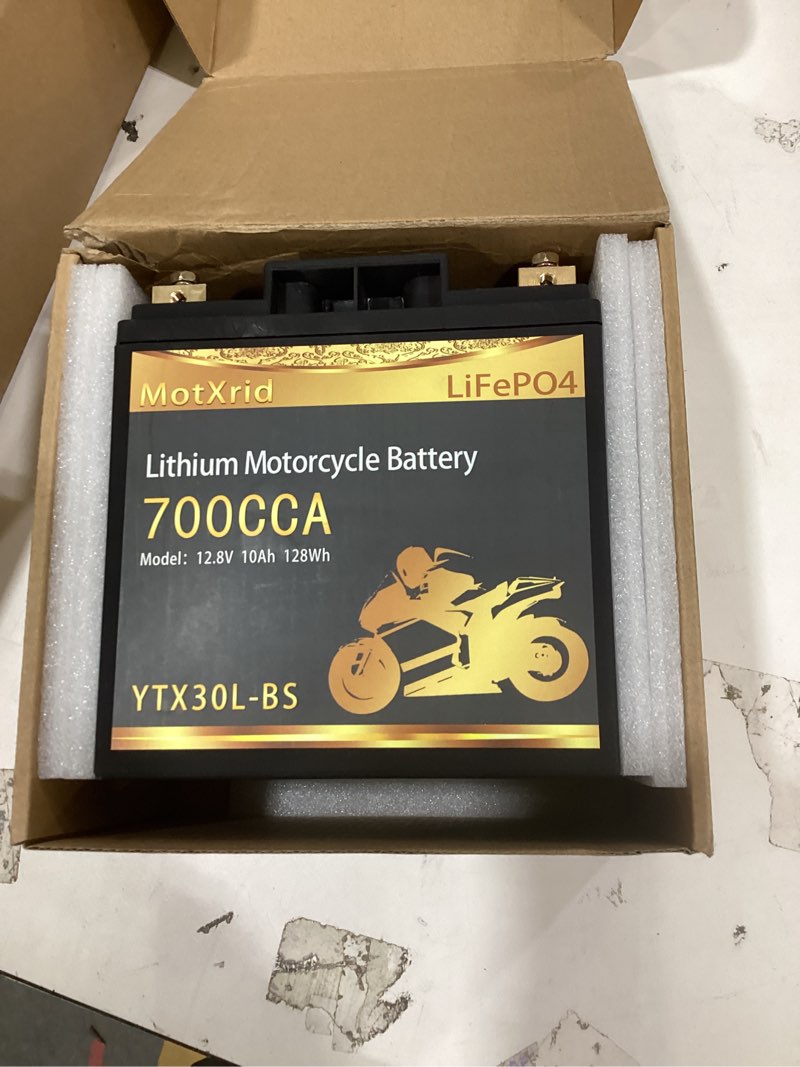 MotXrid
LiFePO4
Lithium Motorcycle Battery
700CCA
Model: 12.8V 10Ah 128Wh
YTX30L-BS